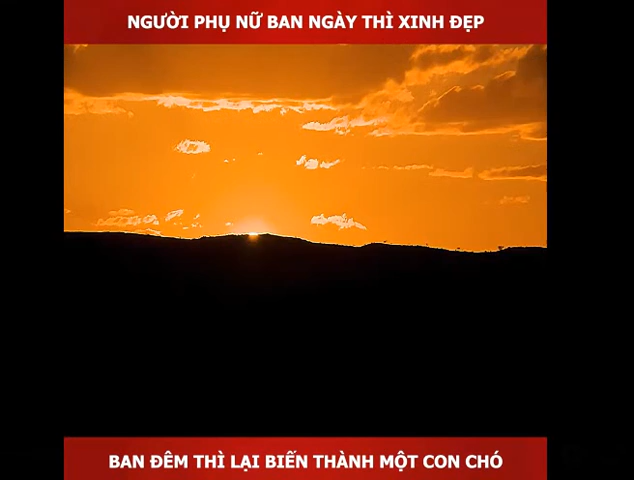 NGƯỜI PHỤ NỮ BAN NGÀY THÌ XINH ĐẸP
BAN ĐÊM THÌ LẠI BIẾN THÀNH MỘT CON CHÓ